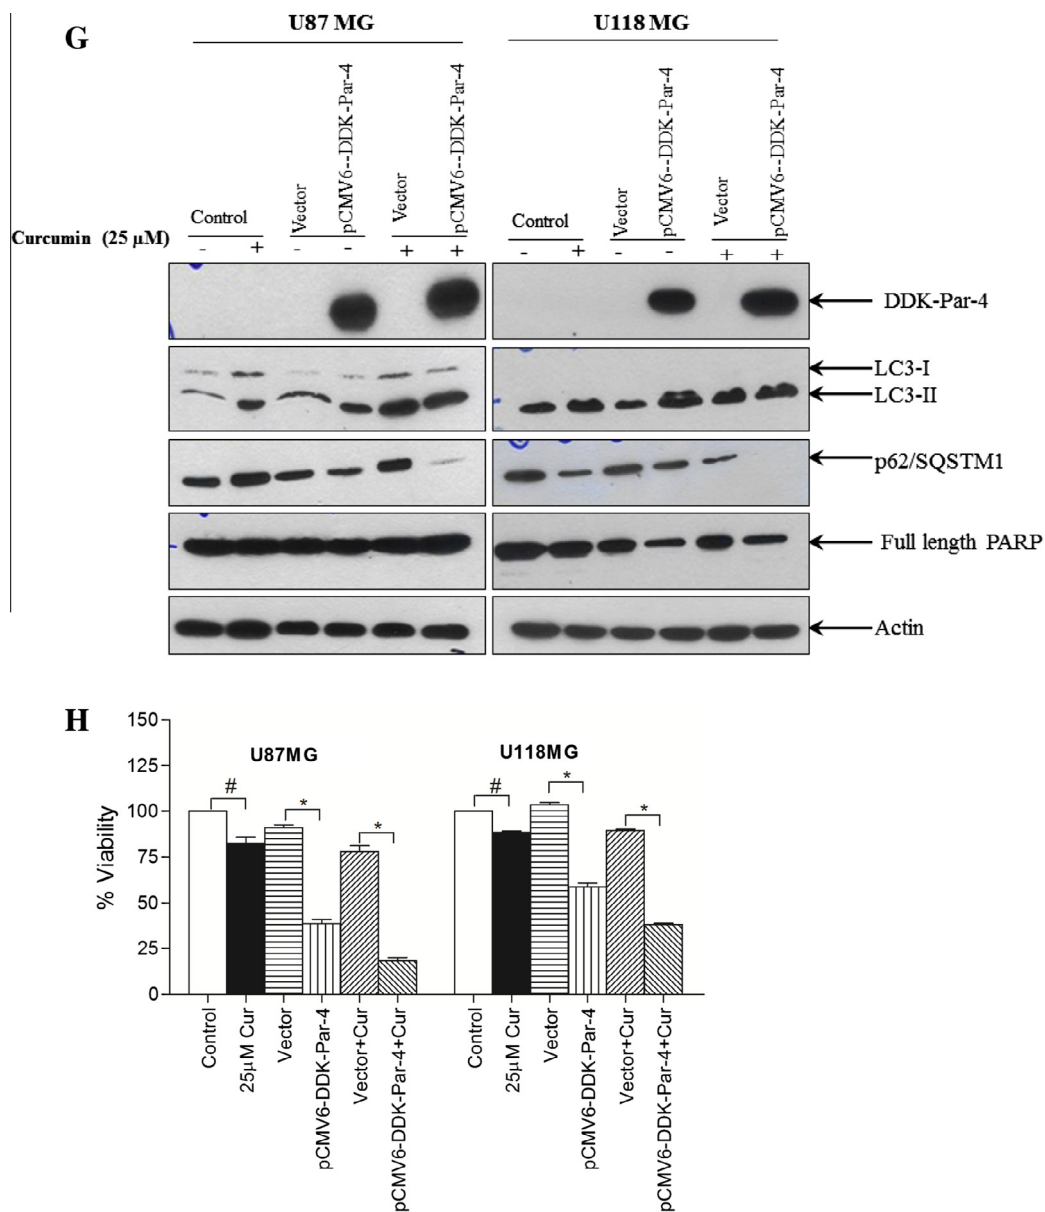 G
U87 MG
U118 MG
Control
Vector
pCMV6--DDK-Par-4
Vector
pCMV6--DDK-Par-4
Control
Vector
pCMV6--DDK-Par-4
Vector
pCMV6--DDK-Par-4
Curcumin (25 µM)
- + - - + +
- + - - + +
DDK-Par-4
LC3-I
LC3-II
p62/SQSTM1
Full length PARP
Actin
H
% Viability
150
125
100
75
50
25
0
U87MG
U118MG
# * *
# * *
Control
25µM Cur
Vector
pCMV6-DDK-Par-4
Vector+Cur
pCMV6-DDK-Par-4+Cur
Control
25µM Cur
Vector
pCMV6-DDK-Par-4
Vector+Cur
pCMV6-DDK-Par-4+Cur